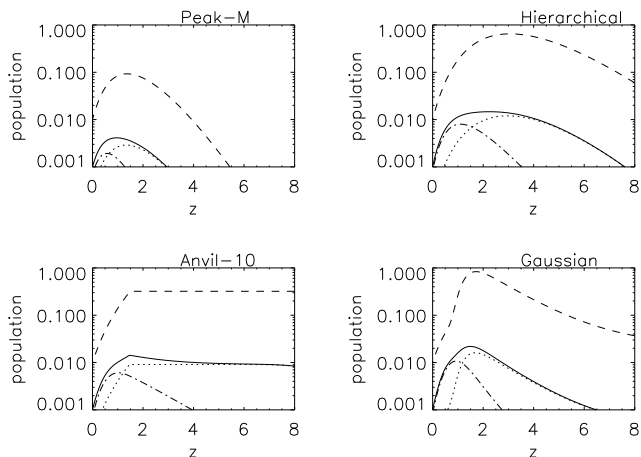 Peak-M
1.000
0.100
0.010
0.001
population
0 2 4 6 8
z
Hierarchical
1.000
0.100
0.010
0.001
population
0 2 4 6 8
z
Anvil-10
1.000
0.100
0.010
0.001
population
0 2 4 6 8
z
Gaussian
1.000
0.100
0.010
0.001
population
0 2 4 6 8
z